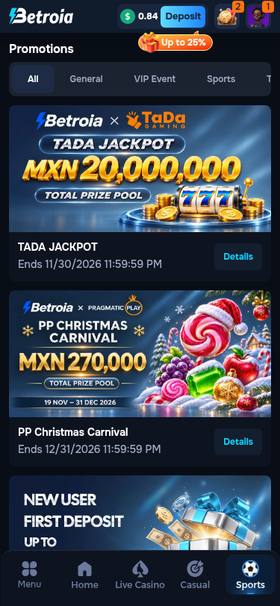 Betroia
$ 0.84 Deposit
2
1
Up to 25%
Promotions
All General VIP Event Sports T
Betroia × TaDa
GAMING
TADA JACKPOT
MXN 20,000,000
TOTAL PRIZE POOL
777
TADA JACKPOT
Ends 11/30/2026 11:59:59 PM
Details
Betroia × PRAGMATIC PLAY
PP CHRISTMAS
CARNIVAL
MXN 270,000
TOTAL PRIZE POOL
19 NOV – 31 DEC 2026
PP Christmas Carnival
Ends 12/31/2026 11:59:59 PM
Details
NEW USER
FIRST DEPOSIT
UP TO
Menu Home Live Casino Casual Sports